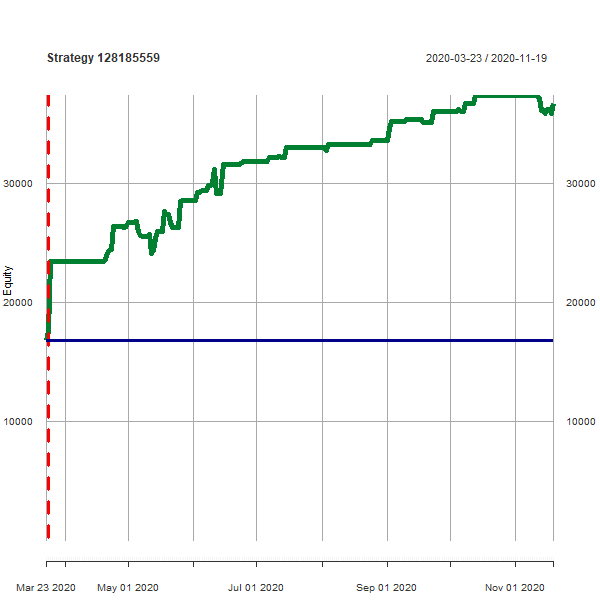 Strategy 128185559
2020-03-23 / 2020-11-19
Equity
30000
30000
20000
20000
10000
10000
Mar 23 2020
May 01 2020
Jul 01 2020
Sep 01 2020
Nov 01 2020